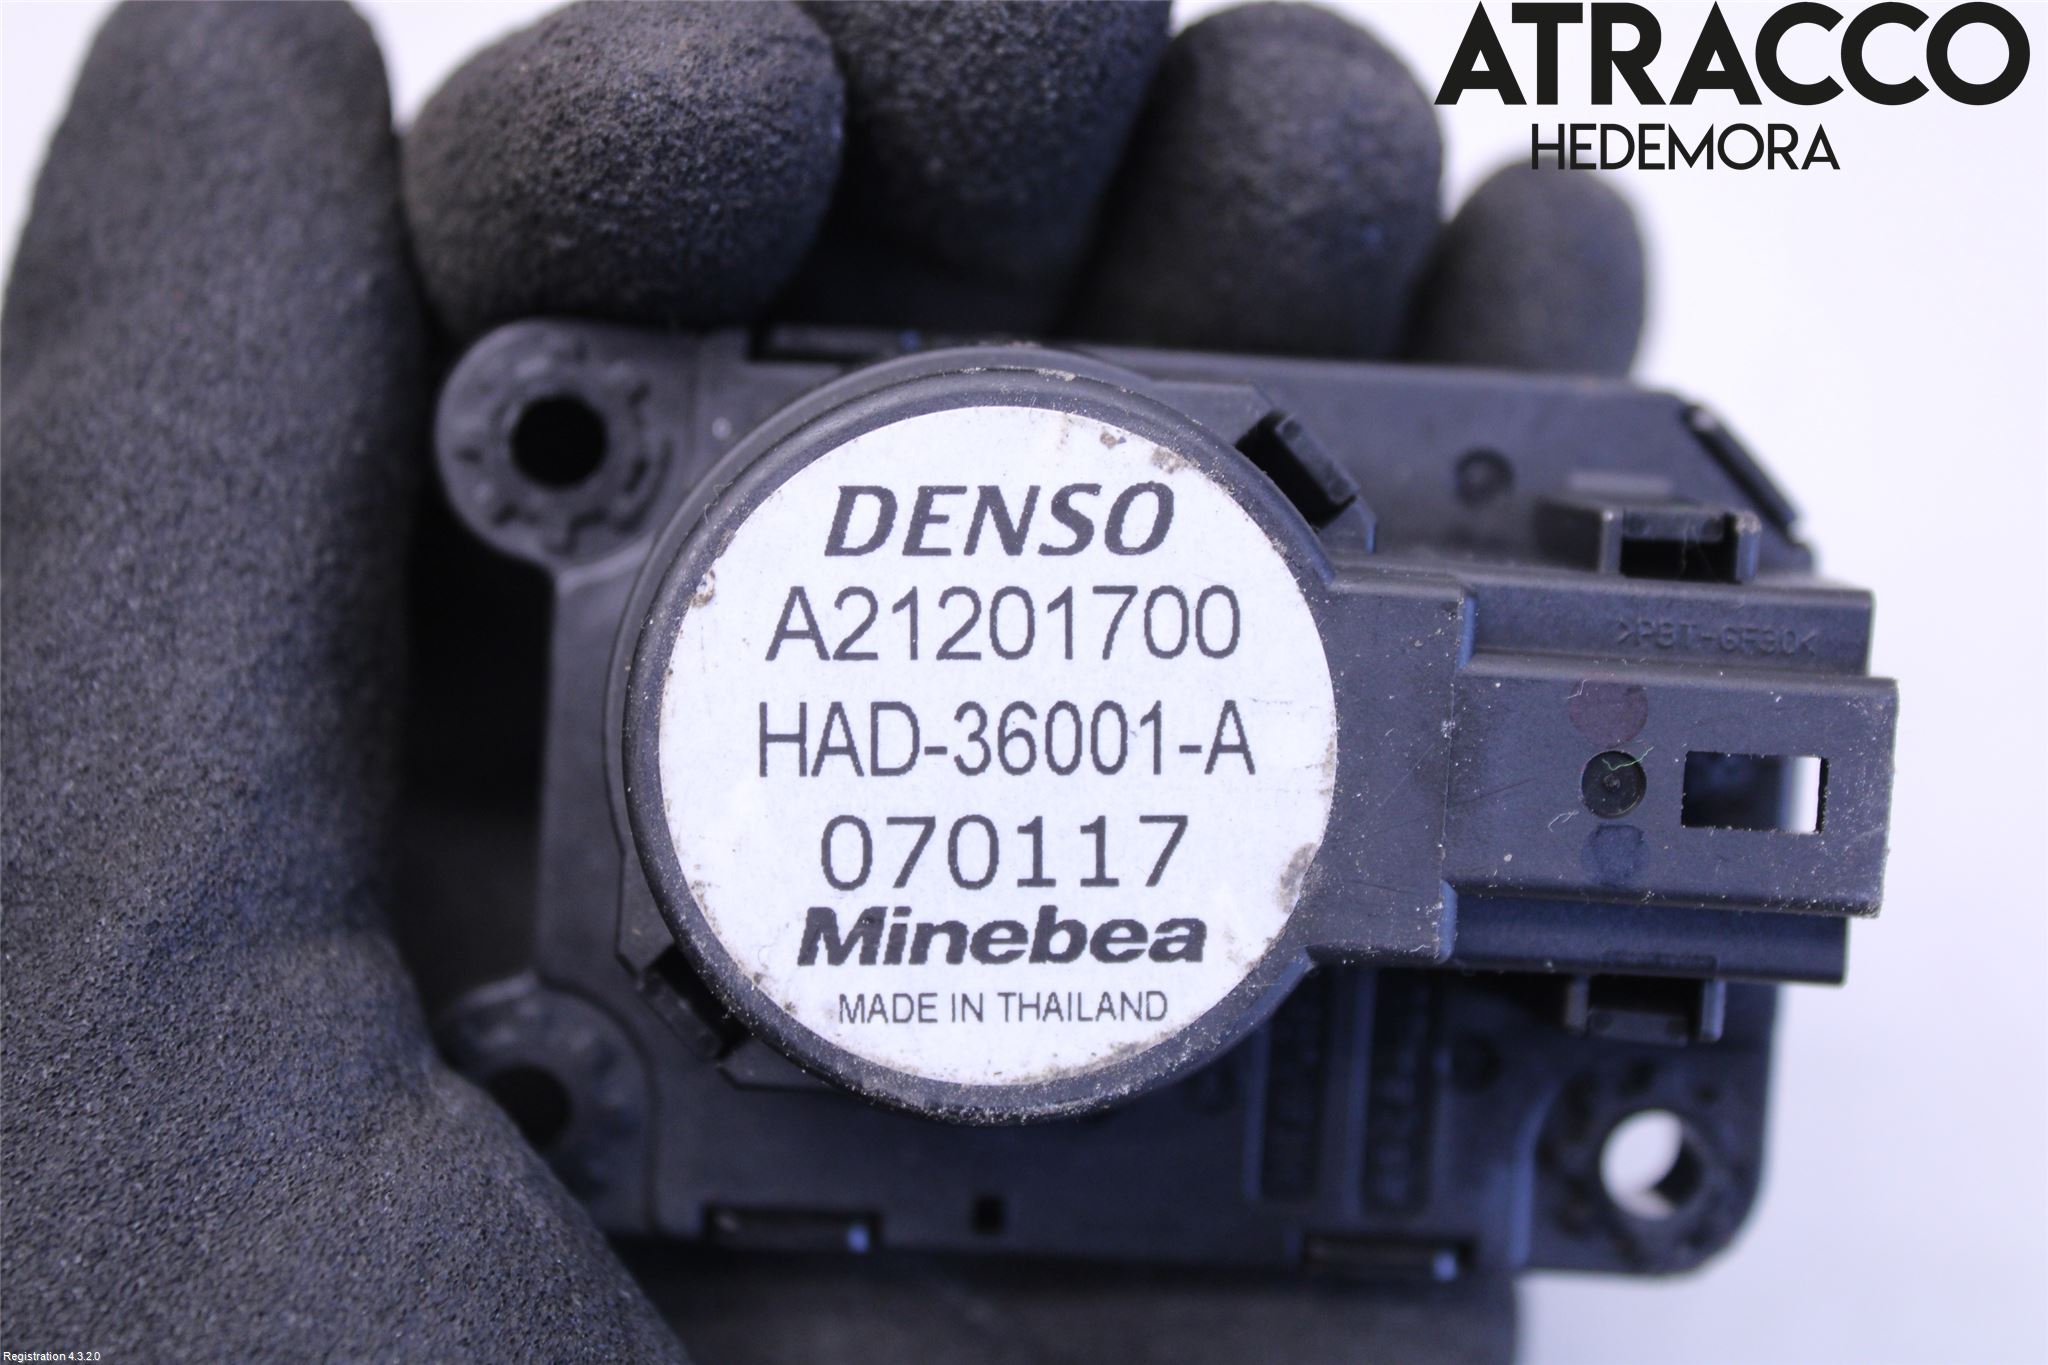 ATRACCO
HEDEMORA
DENSO
A21201700
HAD-36001-A
070117
Minebea
MADE IN THAILAND
>PBT-GF30<
Registration 4.3.2.0